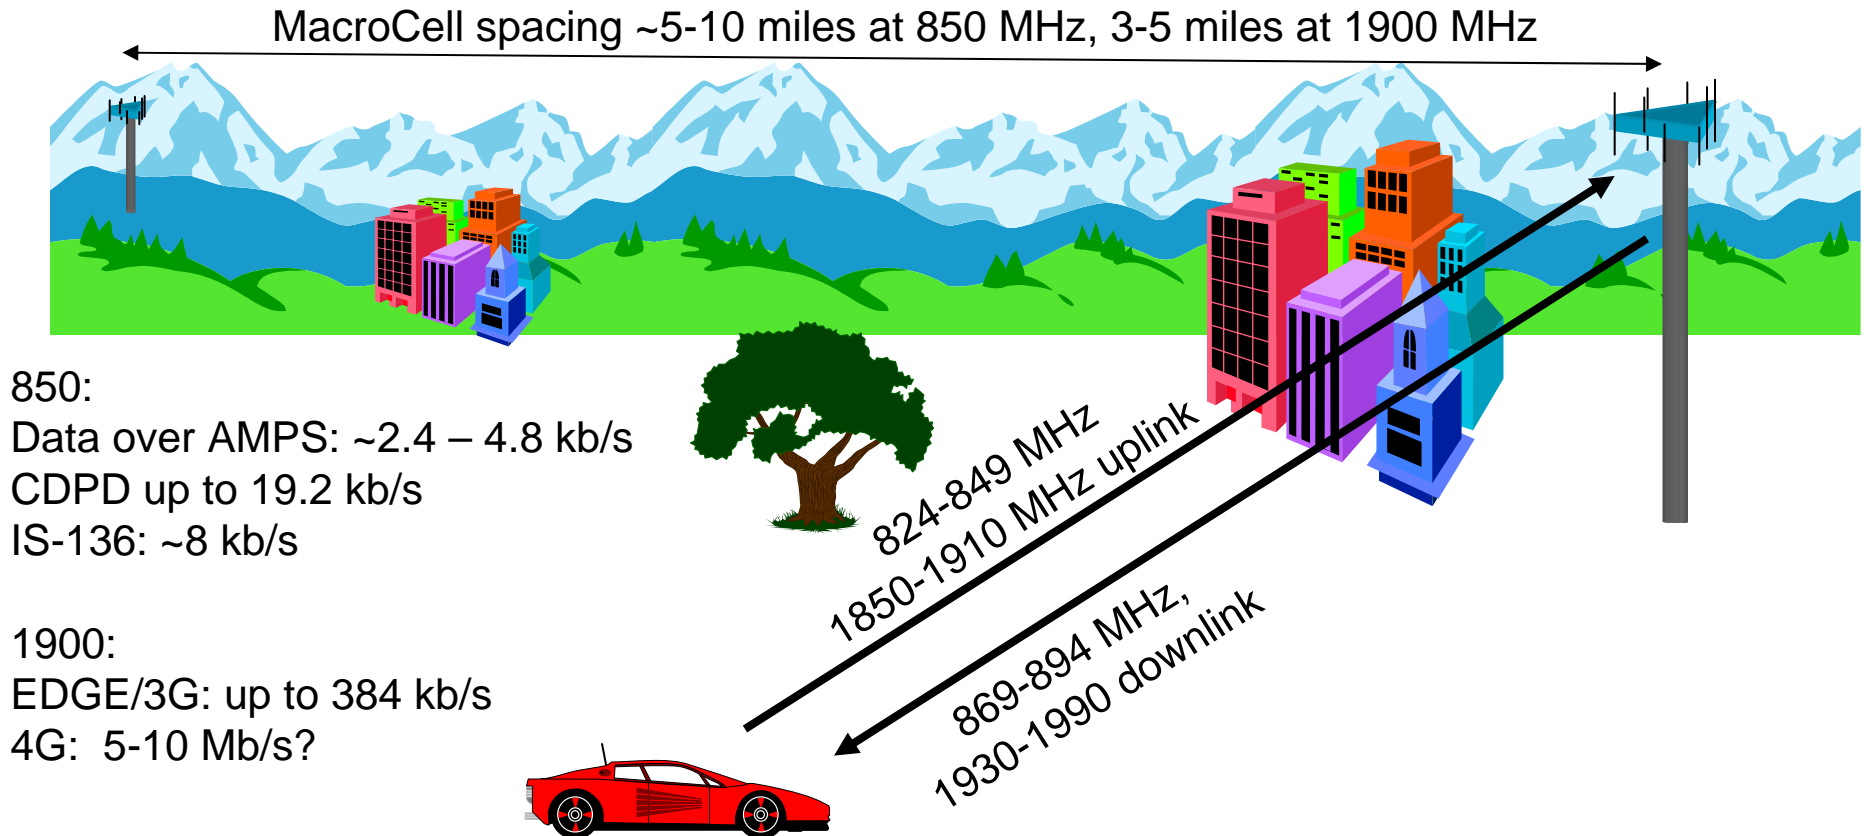 MacroCell spacing ~5-10 miles at 850 MHz, 3-5 miles at 1900 MHz
850:
Data over AMPS: ~2.4 – 4.8 kb/s
CDPD up to 19.2 kb/s
IS-136: ~8 kb/s
1900:
EDGE/3G: up to 384 kb/s
4G:  5-10 Mb/s?
824-849 MHz
1850-1910 MHz uplink
869-894 MHz,
1930-1990 downlink